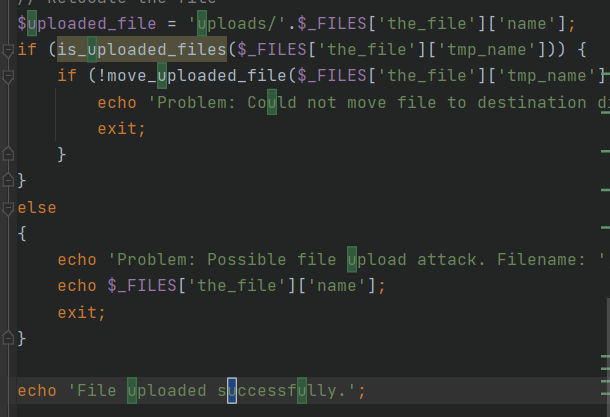 // Relocate the file
$uploaded_file = 'uploads/'.$_FILES['the_file']['name'];
if (is_uploaded_files($_FILES['the_file']['tmp_name'])) {
if (!move_uploaded_file($_FILES['the_file']['tmp_name']
echo 'Problem: Could not move file to destination di
exit;
}
}
else
{
echo 'Problem: Possible file upload attack. Filename: '
echo $_FILES['the_file']['name'];
exit;
}
echo 'File uploaded successfully.';